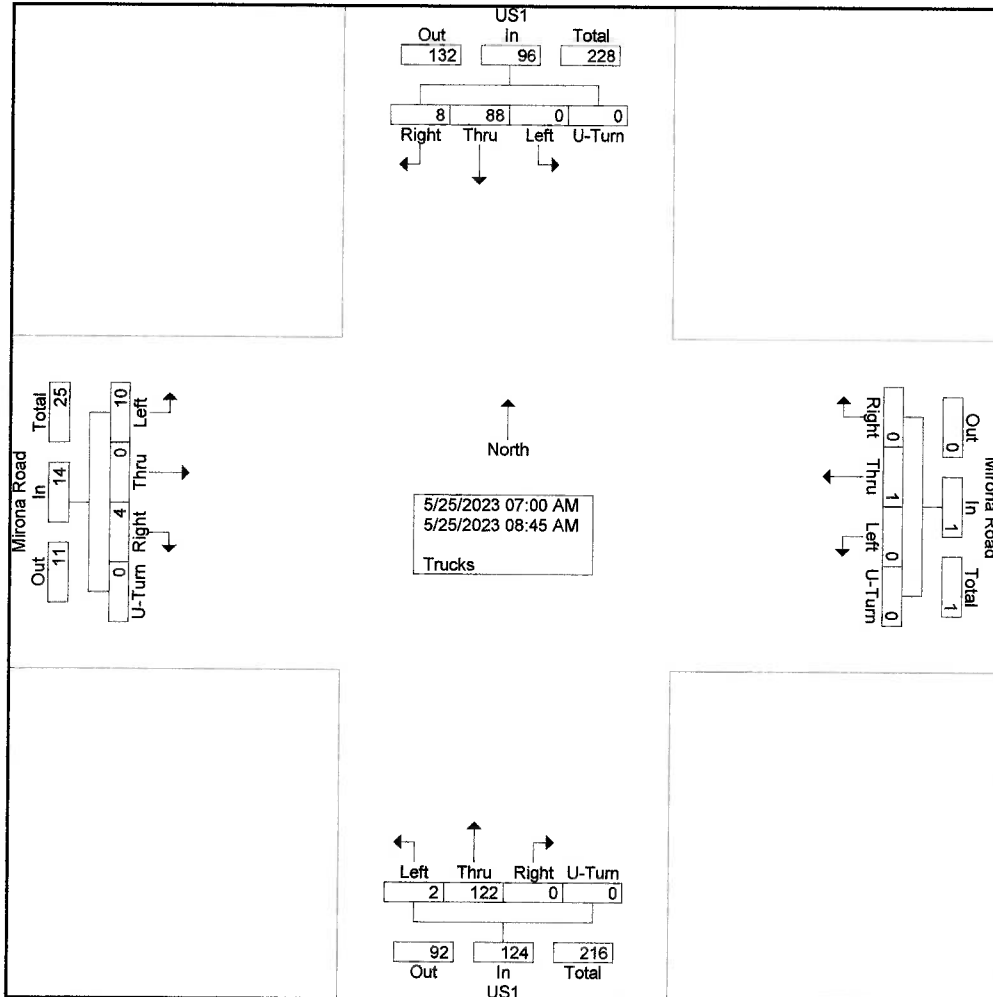 US1
Out In Total
132 96 228
8 88 0 0
Right Thru Left U-Turn
Mirona Road
Out In Total
11 14 25
Left Thru Right U-Turn
10 0 4 0
North
5/25/2023 07:00 AM
5/25/2023 08:45 AM
Trucks
Right Thru Left U-Turn
0 1 0 0
Out In Total
0 1 1
Mirona Road
Left Thru Right U-Turn
2 122 0 0
92 124 216
Out In Total
US1